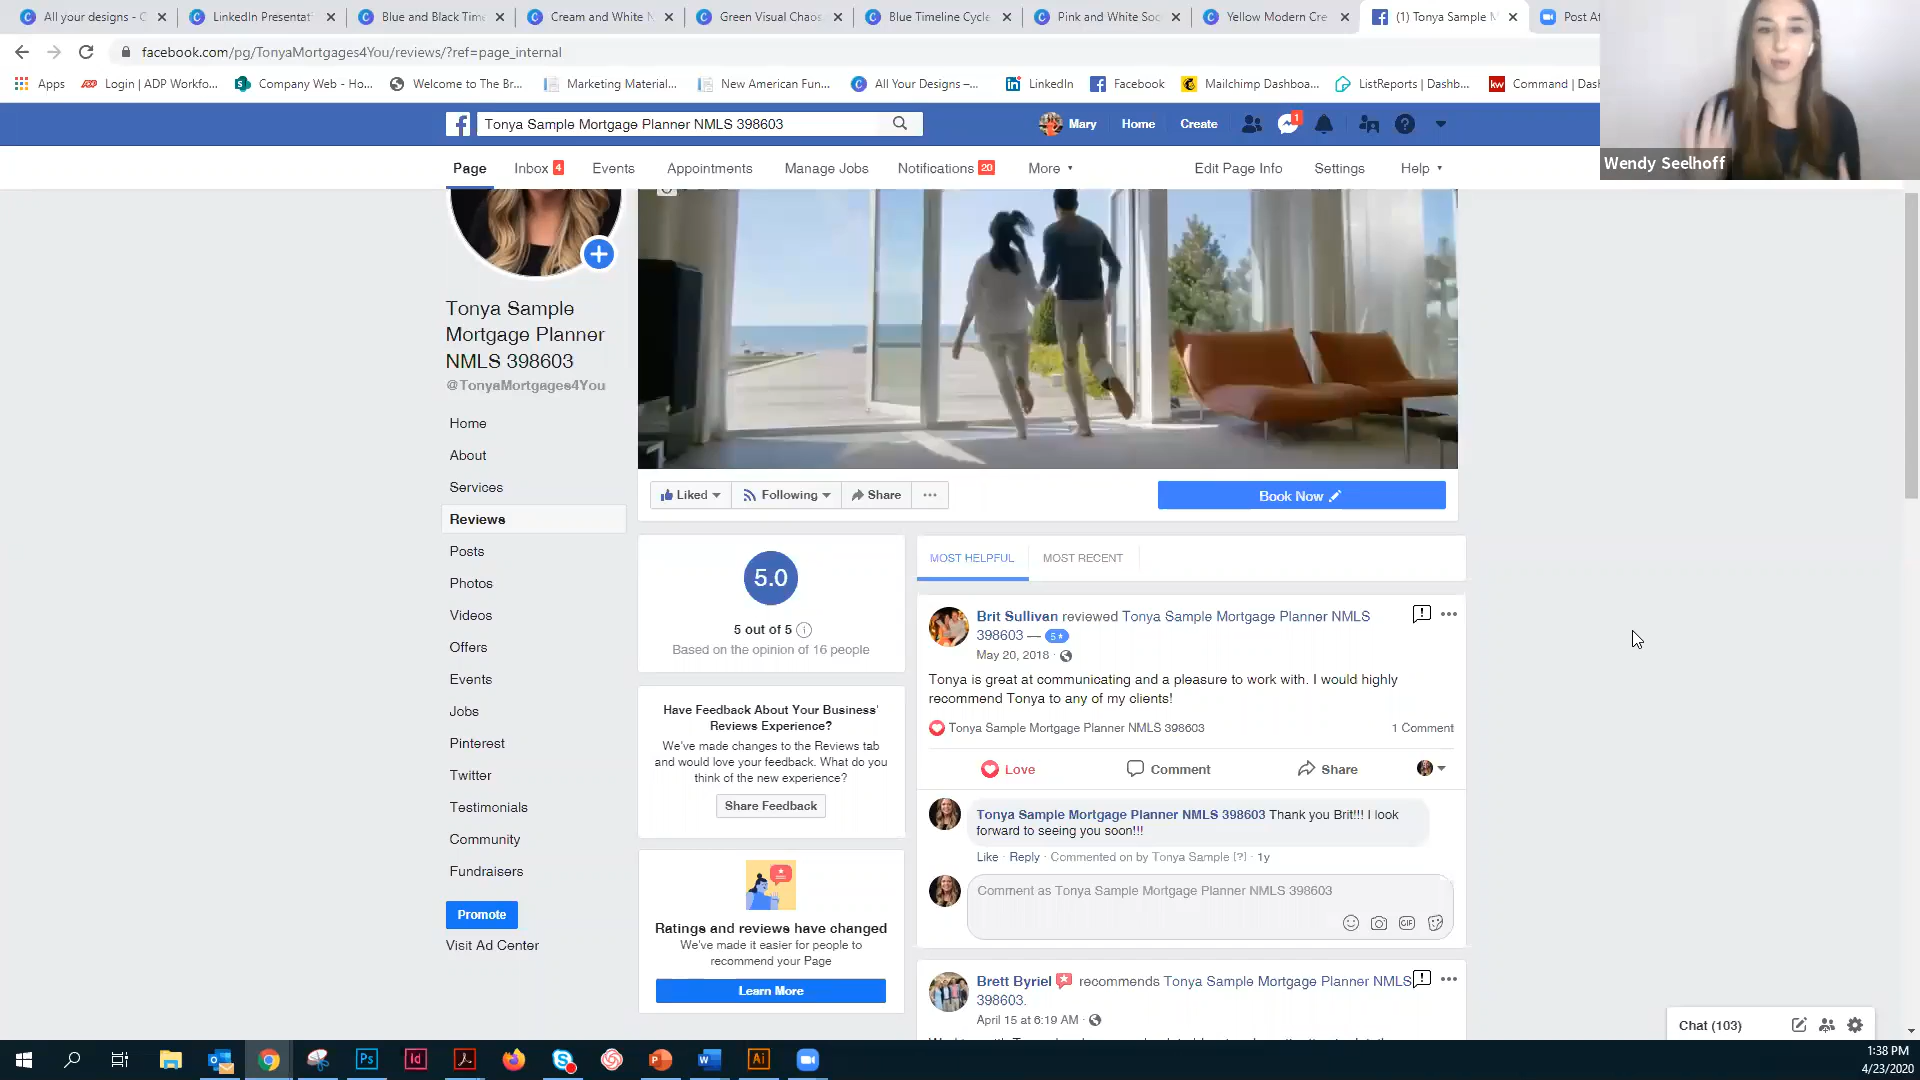 All your designs - C
LinkedIn Presentat
Blue and Black Time
Cream and White N
Green Visual Chaos
Blue Timeline Cycle
Pink and White Soc
Yellow Modern Cre
(1) Tonya Sample M
Post At
facebook.com/pg/TonyaMortgages4You/reviews/?ref=page_internal
Apps
Login | ADP Workfo...
Company Web - Ho...
Welcome to The Br...
Marketing Material...
New American Fun...
All Your Designs –...
LinkedIn
Facebook
Mailchimp Dashboa...
ListReports | Dashb...
Command | Das
Wendy Seelhoff
Tonya Sample Mortgage Planner NMLS 398603
Mary
Home
Create
1
Page
Inbox 4
Events
Appointments
Manage Jobs
Notifications 20
More
Edit Page Info
Settings
Help
Tonya Sample
Mortgage Planner
NMLS 398603
@TonyaMortgages4You
Home
About
Services
Reviews
Posts
Photos
Videos
Offers
Events
Jobs
Pinterest
Twitter
Testimonials
Community
Fundraisers
Promote
Visit Ad Center
Liked
Following
Share
Book Now
5.0
5 out of 5
Based on the opinion of 16 people
Have Feedback About Your Business'
Reviews Experience?
We've made changes to the Reviews tab
and would love your feedback. What do you
think of the new experience?
Share Feedback
Ratings and reviews have changed
We've made it easier for people to
recommend your Page
Learn More
MOST HELPFUL
MOST RECENT
Brit Sullivan reviewed Tonya Sample Mortgage Planner NMLS
398603 — 5★
May 20, 2018 ·
Tonya is great at communicating and a pleasure to work with. I would highly
recommend Tonya to any of my clients!
Tonya Sample Mortgage Planner NMLS 398603
1 Comment
Love
Comment
Share
Tonya Sample Mortgage Planner NMLS 398603 Thank you Brit!!! I look
forward to seeing you soon!!!
Like · Reply · Commented on by Tonya Sample [?] · 1y
Comment as Tonya Sample Mortgage Planner NMLS 398603
GIF
Brett Byriel recommends Tonya Sample Mortgage Planner NMLS
398603.
April 15 at 6:19 AM ·
Chat (103)
Ps
Id
Ai
1:38 PM
4/23/2020